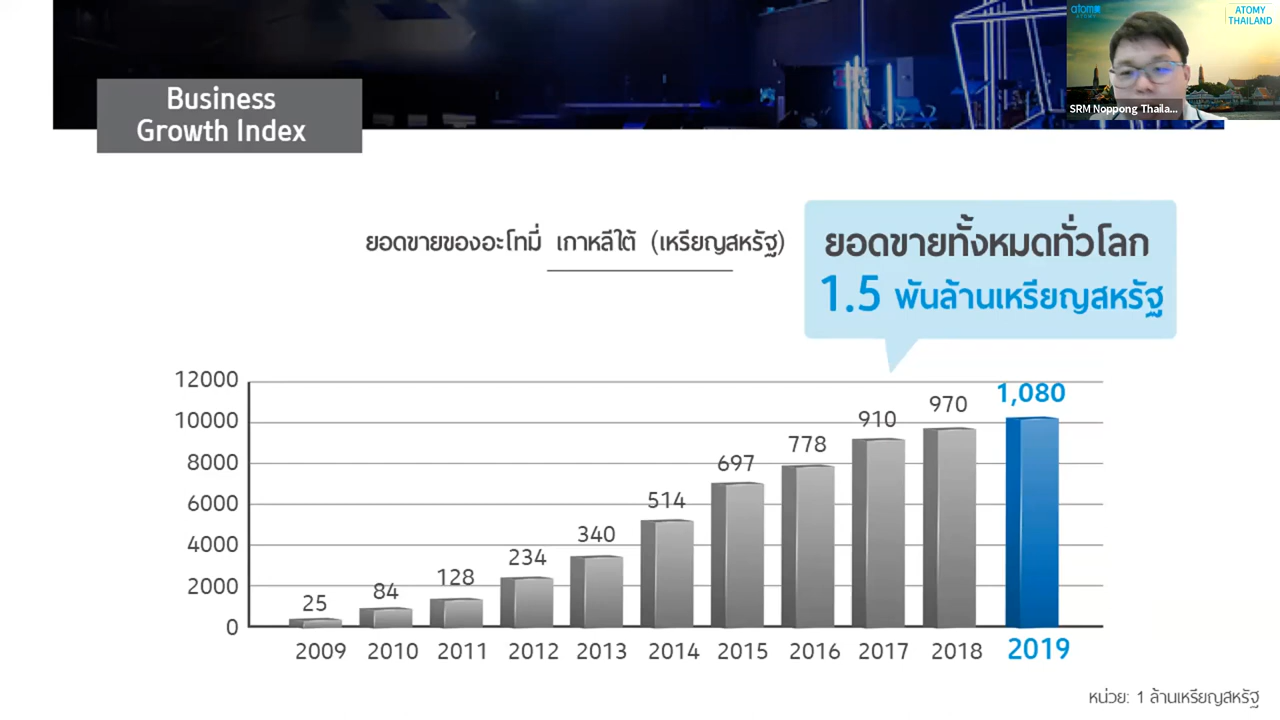 atomy
ATOMY
ATOMY
THAILAND
SRM Noppong Thaila...
Business
Growth Index
ยอดขายของอะโทมี่ เกาหลีใต้ (เหรียญสหรัฐ)
ยอดขายทั้งหมดทั่วโลก
1.5 พันล้านเหรียญสหรัฐ
12000
10000
8000
6000
4000
2000
0
25
84
128
234
340
514
697
778
910
970
1,080
2009
2010
2011
2012
2013
2014
2015
2016
2017
2018
2019
หน่วย: 1 ล้านเหรียญสหรัฐ